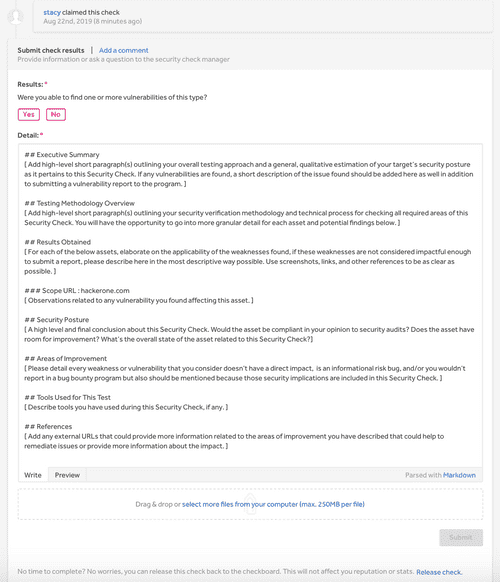 stacy claimed this check
Aug 22nd, 2019 (8 minutes ago)
Submit check results | Add a comment
Provide information or ask a question to the security check manager
Results:*
Were you able to find one or more vulnerabilities of this type?
Yes No
Detail:*
## Executive Summary
[ Add high-level short paragraph(s) outlining your overall testing approach and a general, qualitative estimation of your target's security posture
as it pertains to this Security Check. If any vulnerabilities are found, a short description of the issue found should be added here as well in addition
to submitting a vulnerability report to the program. ]
## Testing Methodology Overview
[ Add high-level short paragraph(s) outlining your security verification methodology and technical process for checking all required areas of this
Security Check. You will have the opportunity to go into more granular detail for each asset and potential findings below. ]
## Results Obtained
[ For each of the below assets, elaborate on the applicability of the weaknesses found, if these weaknesses are not considered impactful enough
to submit a report, please describe here in the most descriptive way possible. Use screenshots, links, and other references to be as clear as
possible. ]
### Scope URL : hackerone.com
[ Observations related to any vulnerability you found affecting this asset. ]
## Security Posture
[ A high level and final conclusion about this Security Check. Would the asset be compliant in your opinion to security audits? Does the asset
have room for improvement? What's the overall state of the asset related to this Security Check?]
## Areas of Improvement
[ Please detail every weakness or vulnerability that you consider doesn't have a direct impact, is an informational risk bug, and/or you wouldn't
report in a bug bounty program but also should be mentioned because those security implications are included in this Security Check. ]
## Tools Used for This Test
[ Describe tools you have used during this Security Check, if any. ]
## References
[ Add any external URLs that could provide more information related to the areas of improvement you have described that could help to
remediate issues or provide more information about the impact. ]
Write Preview Parsed with Markdown
Drag & drop or select more files from your computer (max. 250MB per file)
Submit
No time to complete? No worries, you can release this check back to the checkboard. This will not affect you reputation or stats. Release check.